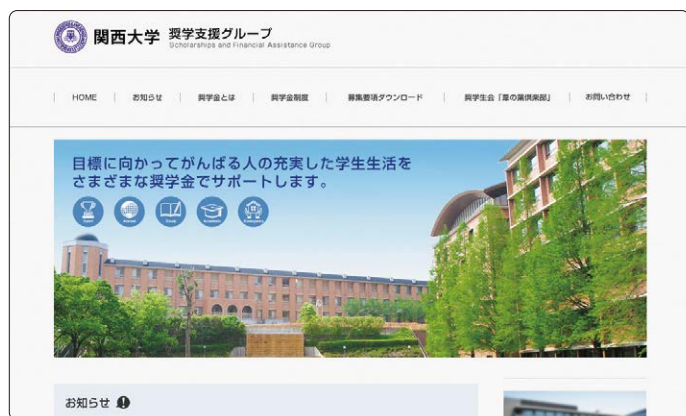 関西大学 奨学支援グループ
Scholarships and Financial Assistance Group
HOME
お知らせ
奨学金とは
奨学金制度
募集要項ダウンロード
奨学生会「葦の葉倶楽部」
お問い合わせ
目標に向かってがんばる人の充実した学生生活を
さまざまな奨学金でサポートします。
お知らせ